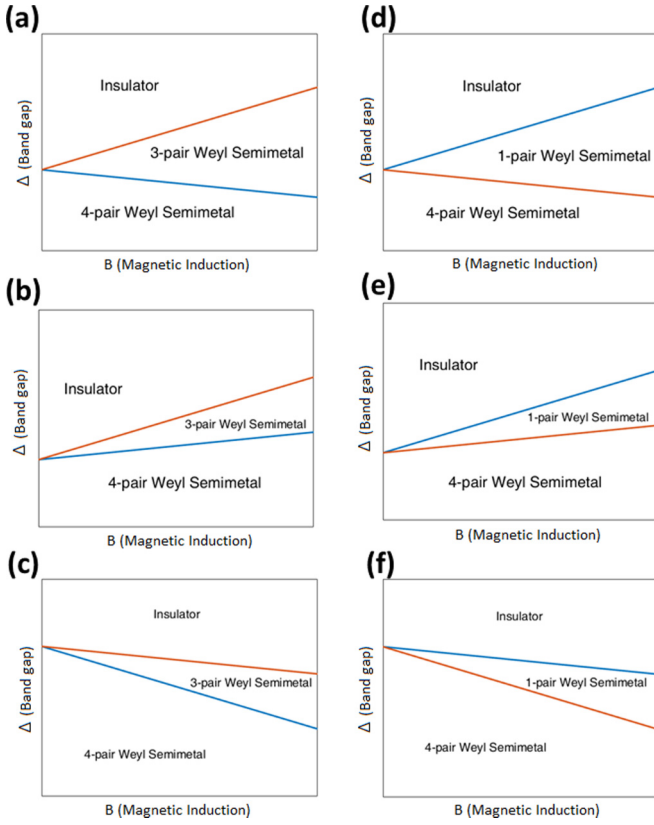 (a)
Δ (Band gap)
Insulator
3-pair Weyl Semimetal
4-pair Weyl Semimetal
B (Magnetic Induction)
(b)
Δ (Band gap)
Insulator
3-pair Weyl Semimetal
4-pair Weyl Semimetal
B (Magnetic Induction)
(c)
Δ (Band gap)
Insulator
3-pair Weyl Semimetal
4-pair Weyl Semimetal
B (Magnetic Induction)
(d)
Δ (Band gap)
Insulator
1-pair Weyl Semimetal
4-pair Weyl Semimetal
B (Magnetic Induction)
(e)
Δ (Band gap)
Insulator
1-pair Weyl Semimetal
4-pair Weyl Semimetal
B (Magnetic Induction)
(f)
Δ (Band gap)
Insulator
1-pair Weyl Semimetal
4-pair Weyl Semimetal
B (Magnetic Induction)